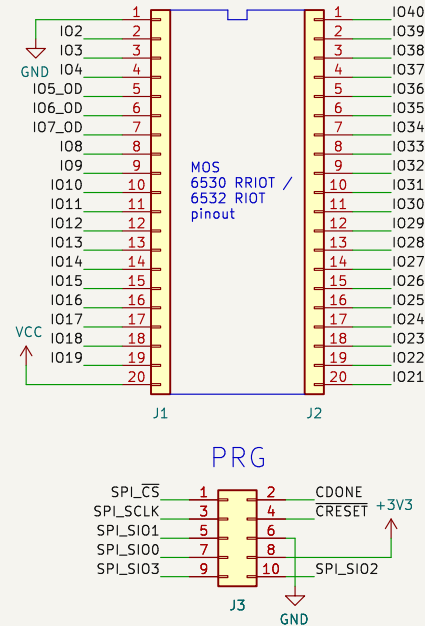 1 1 IO40
IO2 2 2 IO39
IO3 3 3 IO38
IO4 4 4 IO37
GND
IO5_OD 5 5 IO36
IO6_OD 6 6 IO35
IO7_OD 7 7 IO34
IO8 8 8 IO33
IO9 9 9 IO32
IO10 10 10 IO31
IO11 11 11 IO30
IO12 12 12 IO29
IO13 13 13 IO28
IO14 14 14 IO27
IO15 15 15 IO26
IO16 16 16 IO25
IO17 17 17 IO24
VCC
IO18 18 18 IO23
IO19 19 19 IO22
20 20 IO21
MOS
6530 RRIOT /
6532 RIOT
pinout
J1 J2
PRG
SPI_CS 1 2 CDONE
SPI_SCLK 3 4 CRESET
+3V3
SPI_SIO1 5 6
SPI_SIO0 7 8
SPI_SIO3 9 10 SPI_SIO2
J3
GND